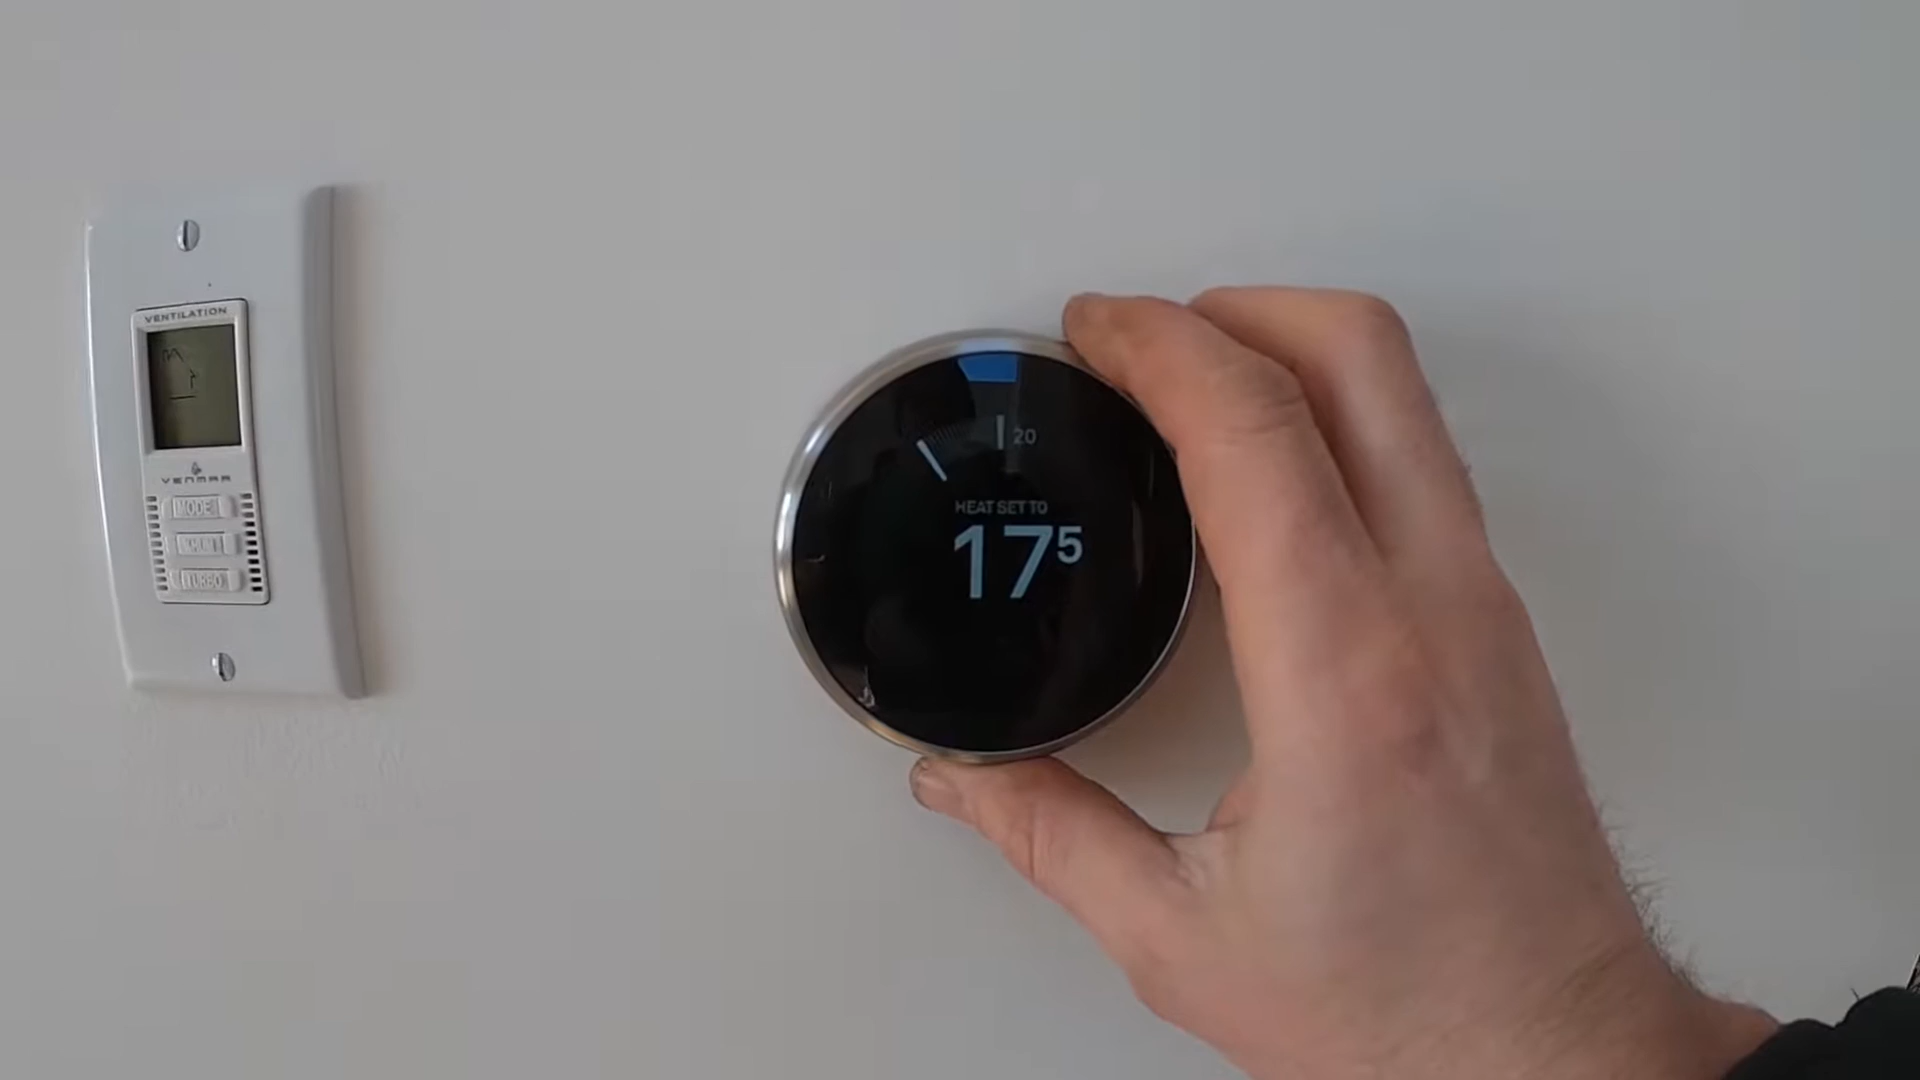 VENTILATION
VENMAR
MODE
TURBO
20
HEAT SET TO
17⁵